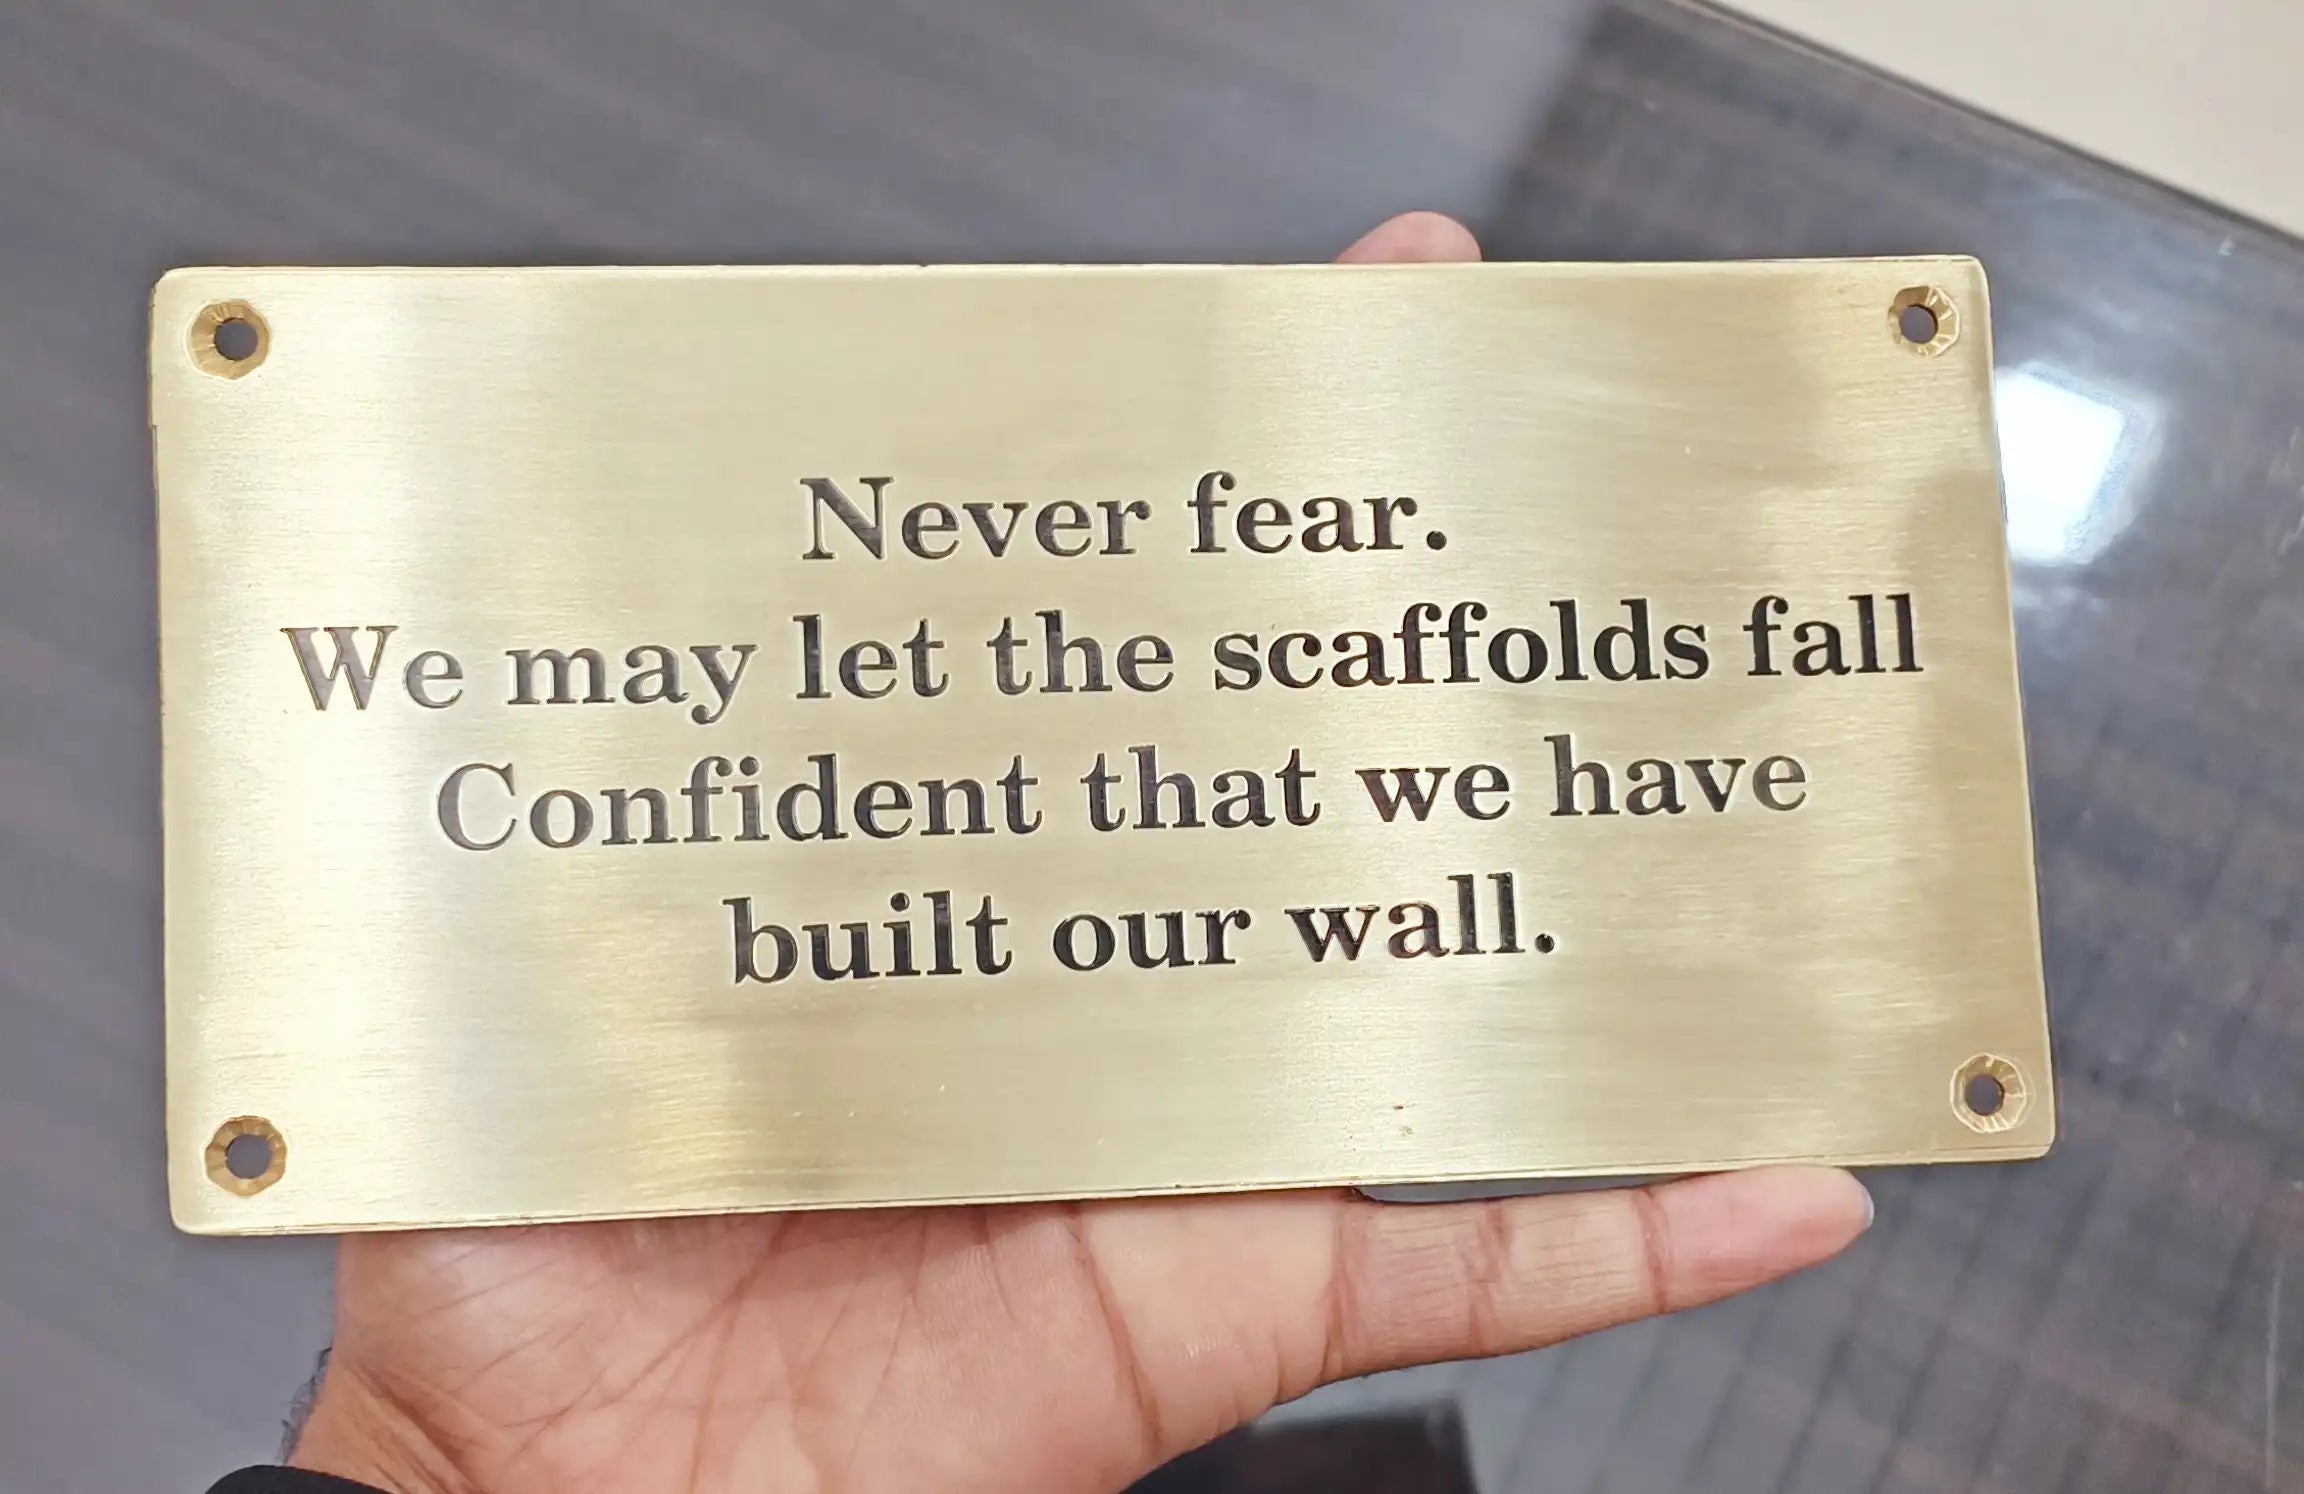 Never fear.
We may let the scaffolds fall
Confident that we have
built our wall.